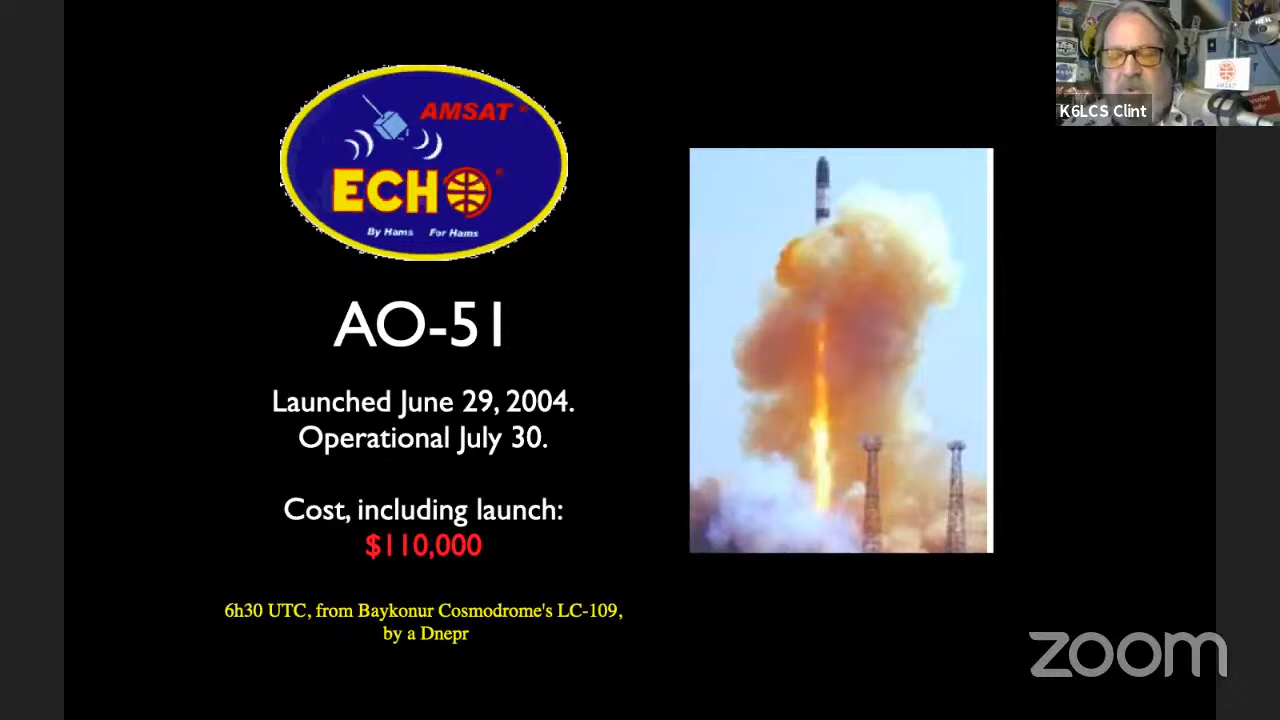 AMSAT
ECHO
By Hams For Hams
AO-51
Launched June 29, 2004.
Operational July 30.
Cost, including launch:
$110,000
6h30 UTC, from Baykonur Cosmodrome's LC-109,
by a Dnepr
K6LCS Clint
AMSAT
zoom